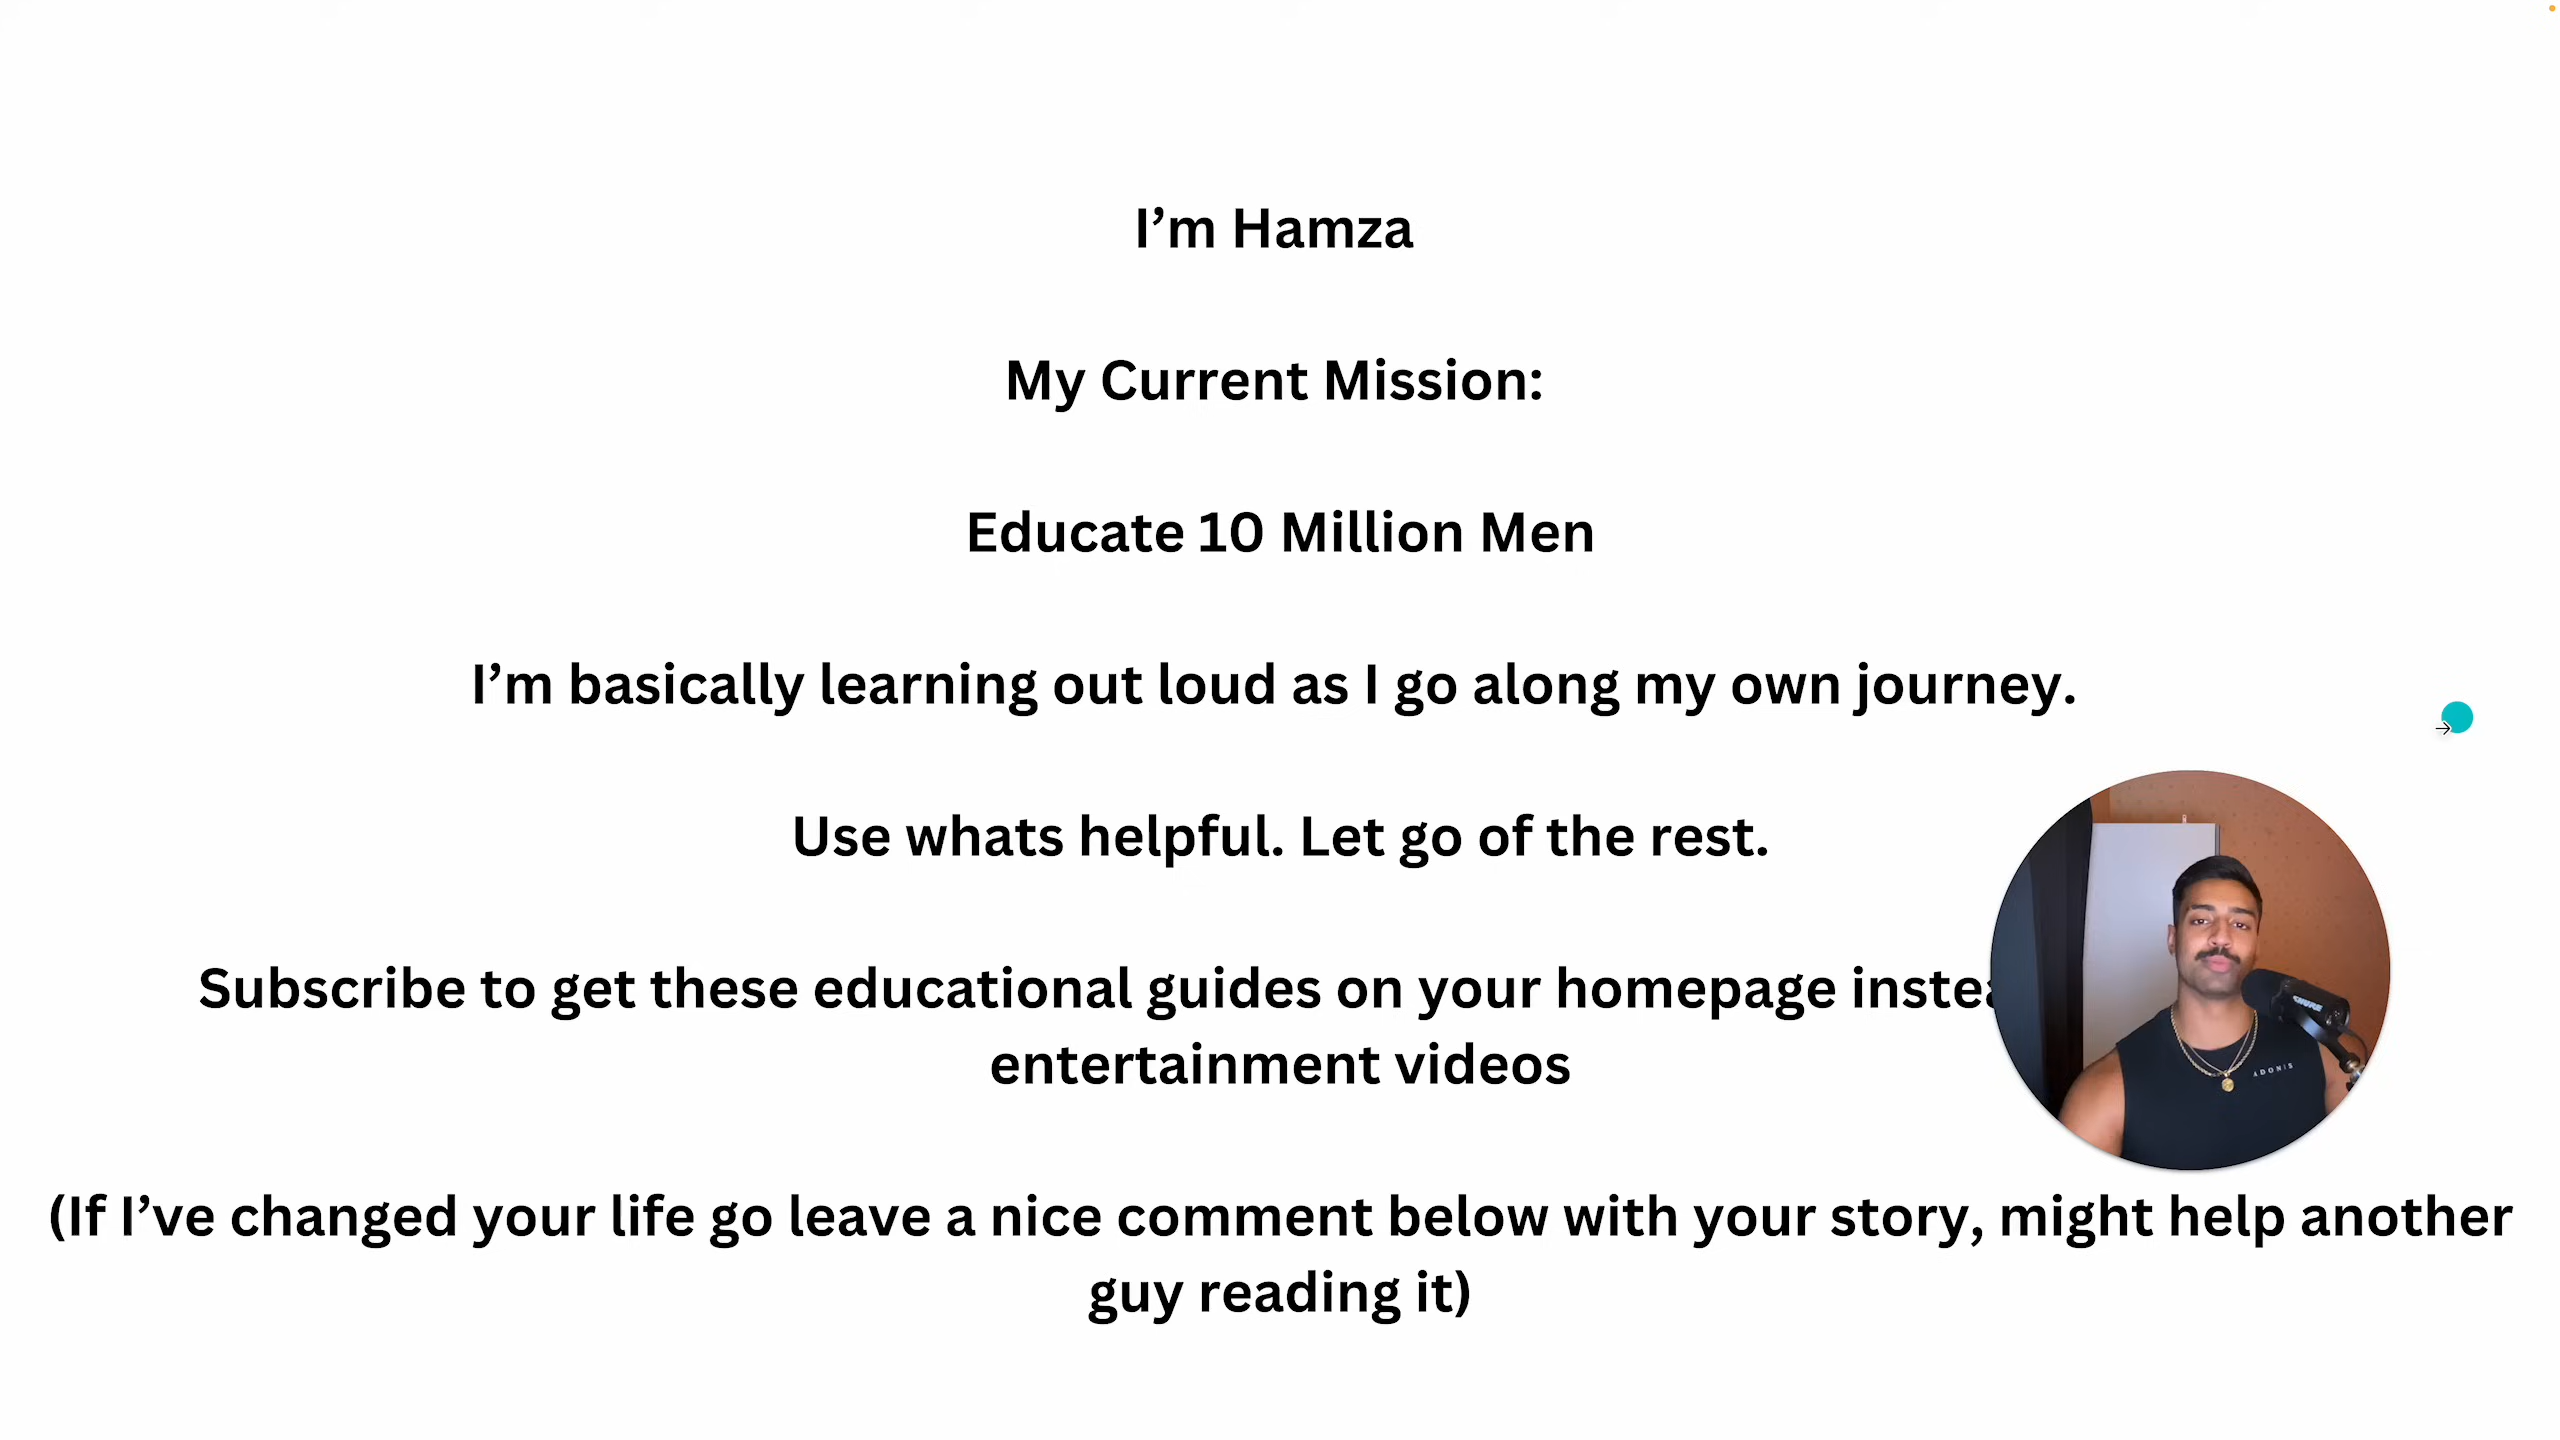 I’m Hamza
My Current Mission:
Educate 10 Million Men
I’m basically learning out loud as I go along my own journey.
Use whats helpful. Let go of the rest.
Subscribe to get these educational guides on your homepage
entertainment videos
(If I’ve changed your life go leave a nice comment below with your story, might help another
guy reading it)
SHURE
ADONIS